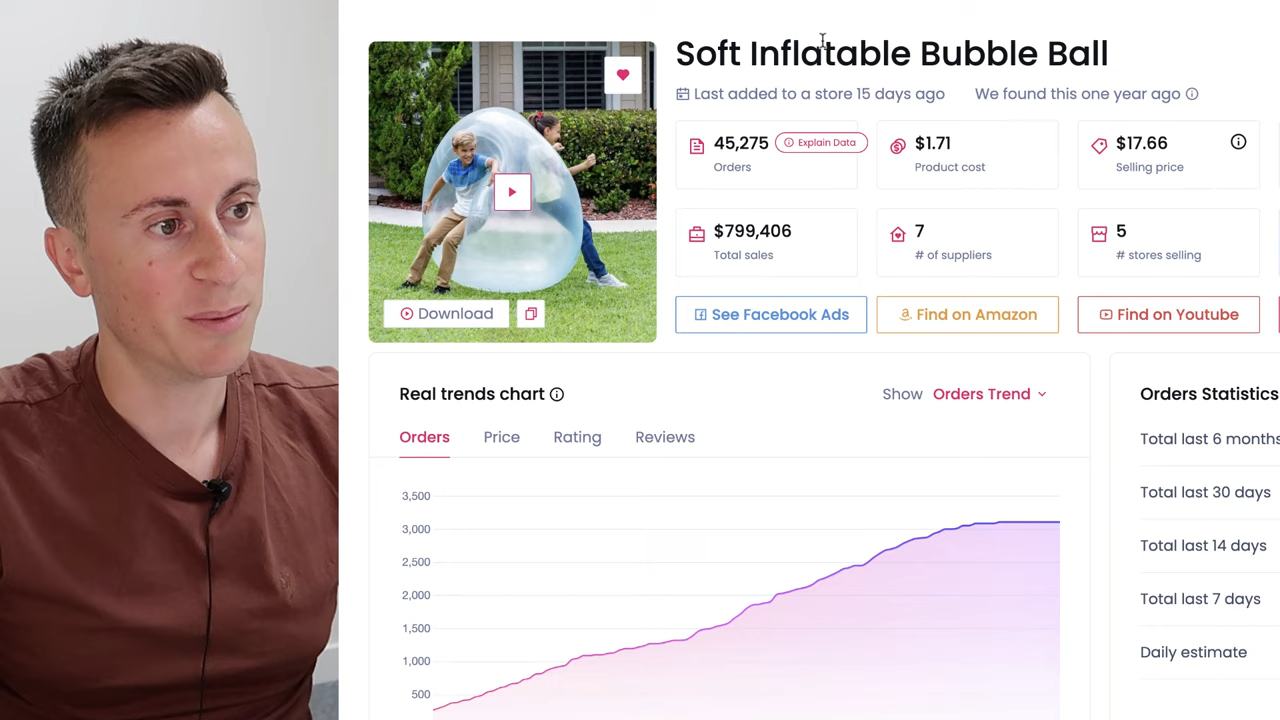 Soft Inflatable Bubble Ball
Last added to a store 15 days ago
We found this one year ago
45,275
Explain Data
Orders
$1.71
Product cost
$17.66
Selling price
$799,406
Total sales
7
# of suppliers
5
# stores selling
Download
See Facebook Ads
Find on Amazon
Find on Youtube
Real trends chart
Show Orders Trend
Orders
Price
Rating
Reviews
3,500
3,000
2,500
2,000
1,500
1,000
500
Orders Statistics
Total last 6 months
Total last 30 days
Total last 14 days
Total last 7 days
Daily estimate